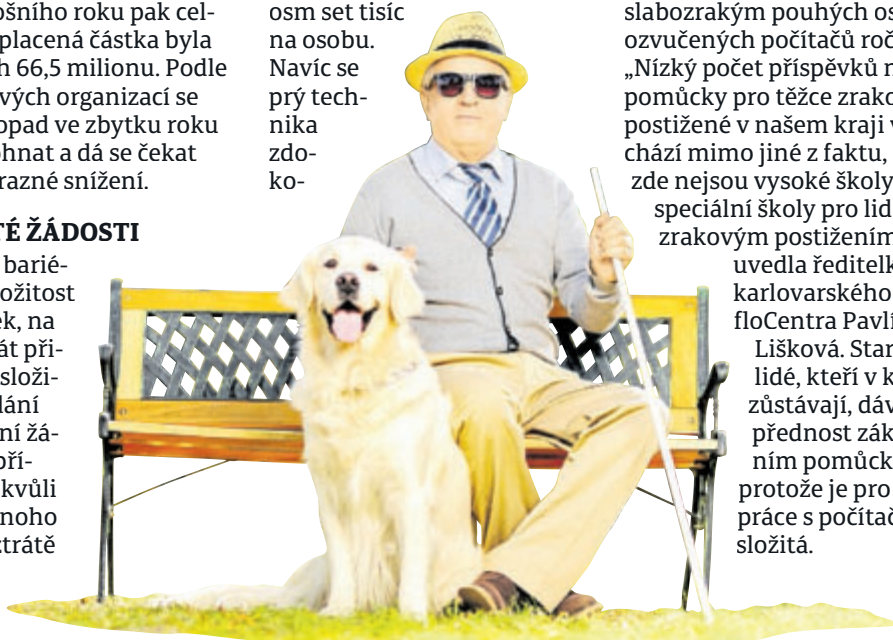 ošního roku pak cel-
placená částka byla
h 66,5 milionu. Podle
vých organizací se
opad ve zbytku roku
ohnat a dá se čekat
razné snížení.
TÉ ŽÁDOSTI
barié-
ožitost
ek, na
át při-
složi-
lání
ní žá-
pří-
kvůli
noho
ztrátě
osm set tisíc
na osobu.
Navíc se
prý tech-
nika
zdo-
ko-
slabozrakým pouhých os
ozvučených počítačů roč
„Nízký počet příspěvků n
pomůcky pro těžce zrako
postižené v našem kraji v
chází mimo jiné z faktu,
zde nejsou vysoké školy
speciální školy pro lid
zrakovým postižením
uvedla ředitelk
karlovarského
floCentra Pavlí
Lišková. Star
lidé, kteří v k
zůstávají, dáv
přednost zák
ním pomůck
protože je pro
práce s počítač
složitá.